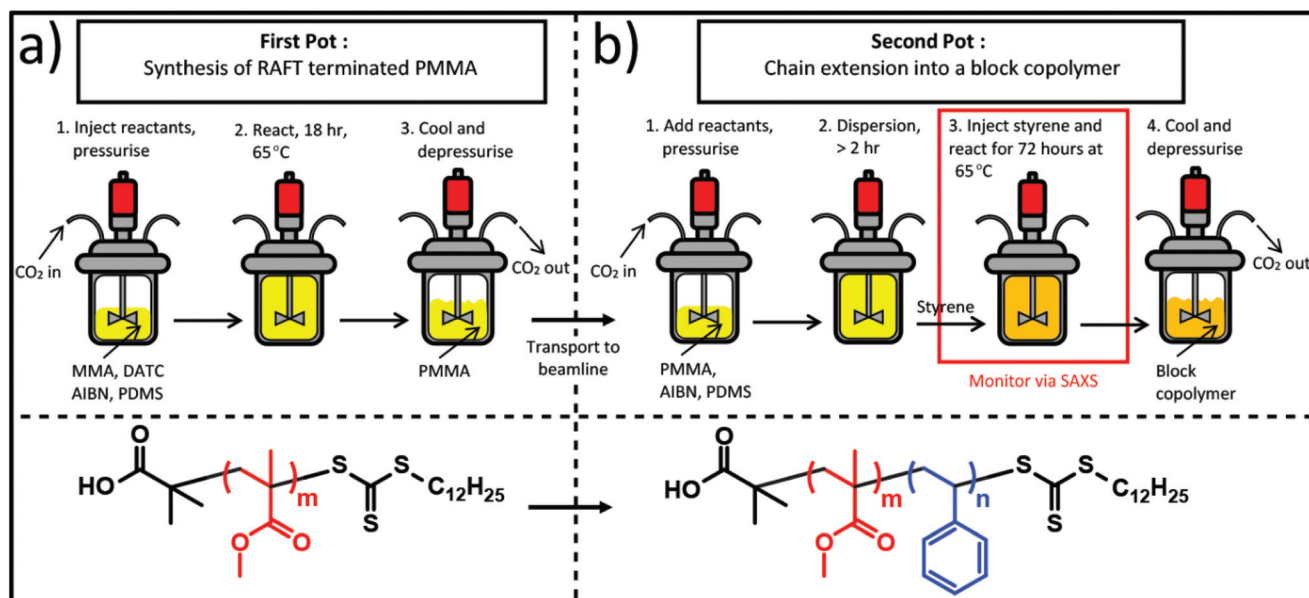 a)
First Pot :
Synthesis of RAFT terminated PMMA
1. Inject reactants,
pressurise
2. React, 18 hr,
65°C
3. Cool and
depressurise
CO₂ in
CO₂ out
MMA, DATC
AIBN, PDMS
PMMA
Transport to
beamline
b)
Second Pot :
Chain extension into a block copolymer
1. Add reactants,
pressurise
2. Dispersion,
> 2 hr
3. Inject styrene and
react for 72 hours at
65°C
4. Cool and
depressurise
CO₂ in
CO₂ out
Styrene
PMMA,
AIBN, PDMS
Monitor via SAXS
Block
copolymer
O
HO
m
O
O
S
S
S
C₁₂H₂₅
O
HO
m
O
O
n
S
S
S
C₁₂H₂₅